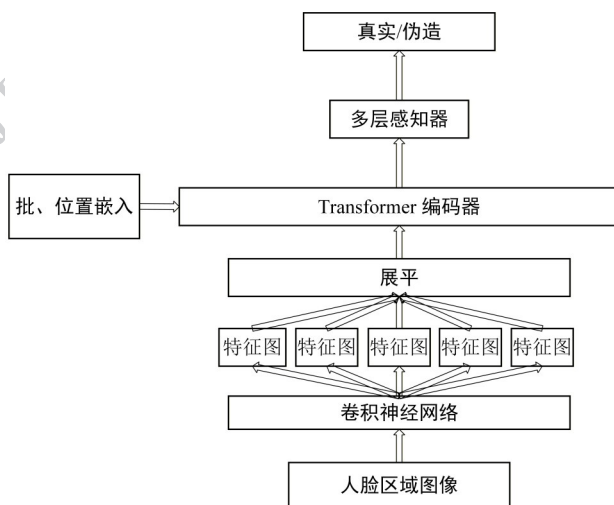 真实/伪造
多层感知器
批、位置嵌入
Transformer 编码器
展平
特征图 特征图 特征图 特征图 特征图
卷积神经网络
人脸区域图像